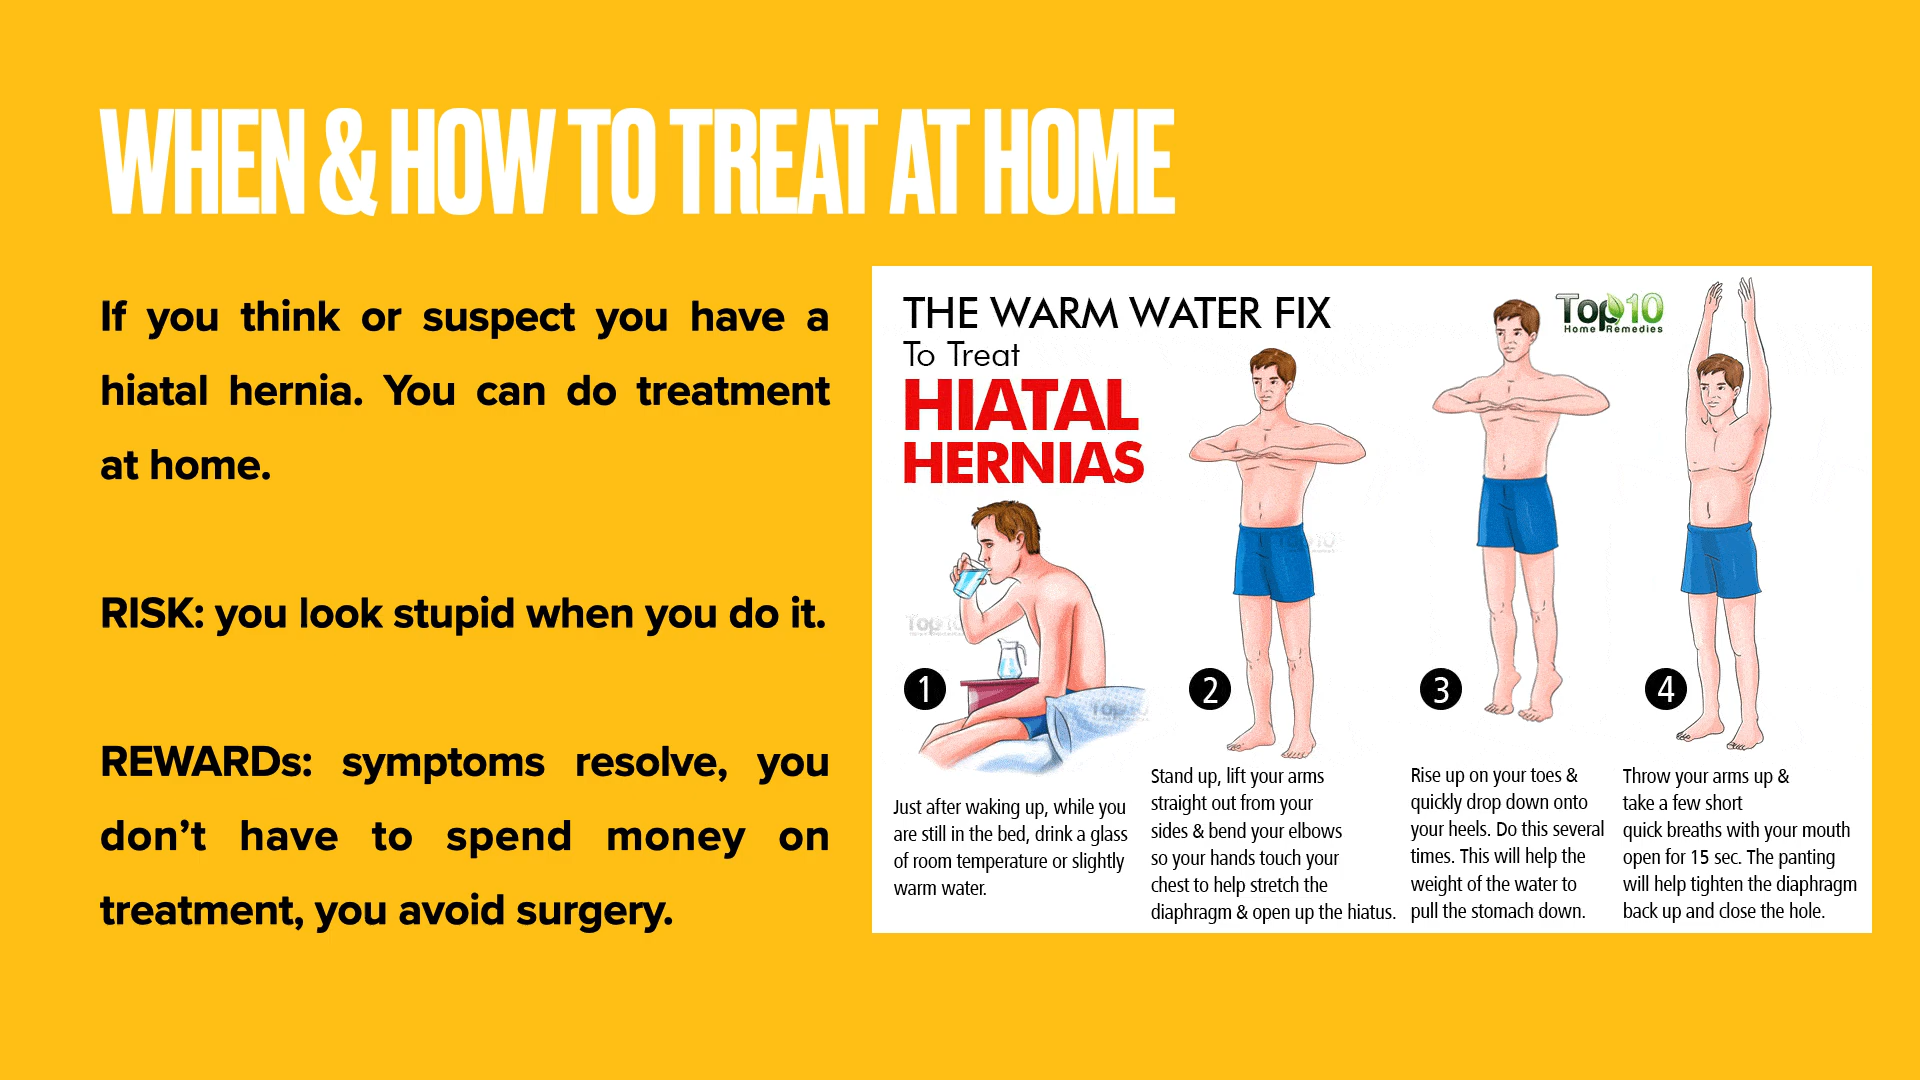 WHEN & HOW TO TREAT AT HOME
If you think or suspect you have a
hiatal hernia. You can do treatment
at home.
RISK: you look stupid when you do it.
REWARDs: symptoms resolve, you
don't have to spend money on
treatment, you avoid surgery.
THE WARM WATER FIX
To Treat
HIATAL
HERNIAS
Top10
Home Remedies
1
Just after waking up, while you
are still in the bed, drink a glass
of room temperature or slightly
warm water.
2
Stand up, lift your arms
straight out from your
sides & bend your elbows
so your hands touch your
chest to help stretch the
diaphragm & open up the hiatus.
3
Rise up on your toes &
quickly drop down onto
your heels. Do this several
times. This will help the
weight of the water to
pull the stomach down.
4
Throw your arms up &
take a few short
quick breaths with your mouth
open for 15 sec. The panting
will help tighten the diaphragm
back up and close the hole.